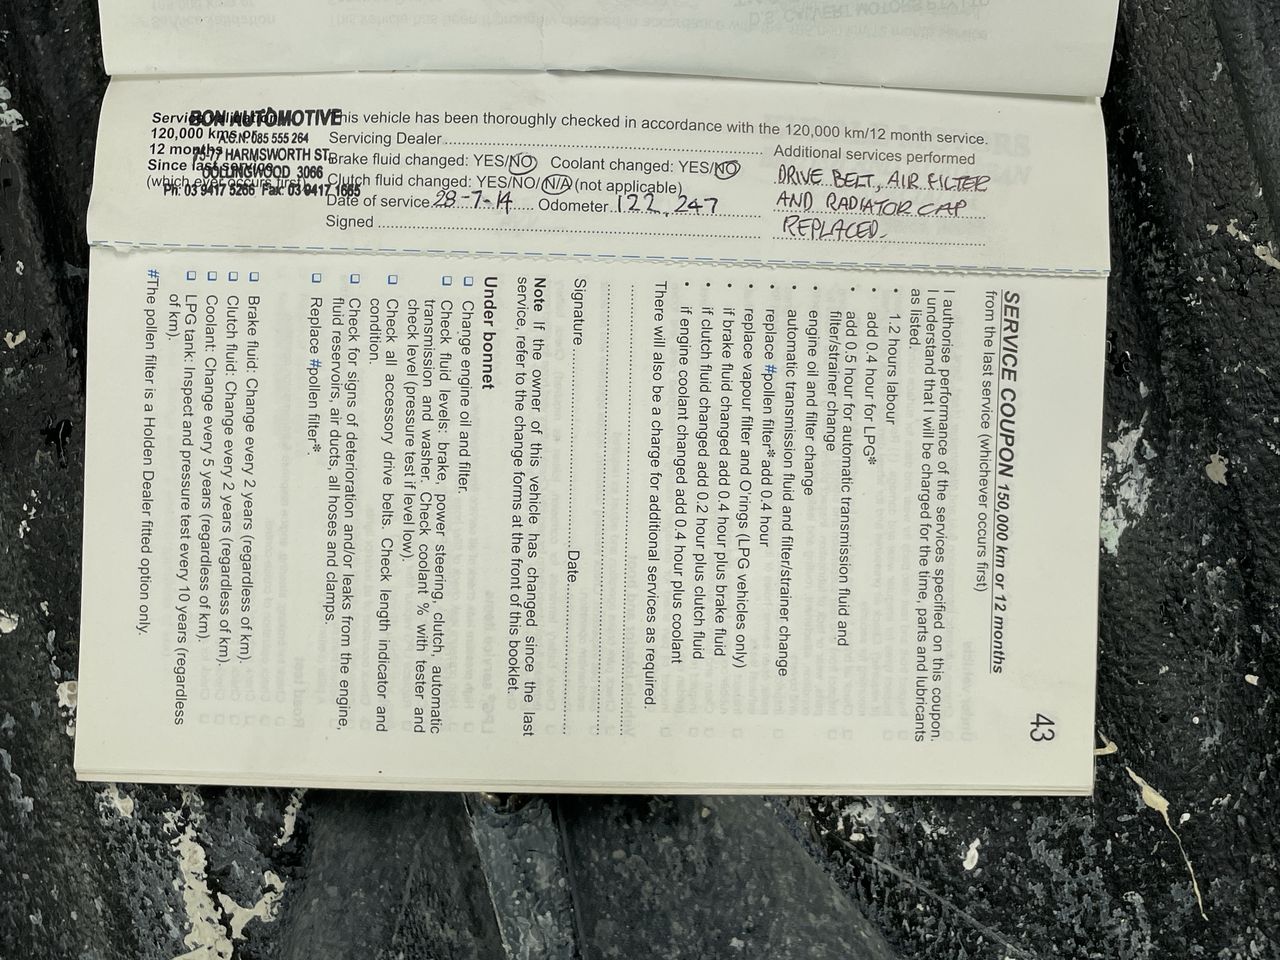 Service Validation
120,000 kms or
12 months
Since last service
(which ever occurs first)
BON AUTOMOTIVE
A.C.N. 085 555 264
75-77 HARMSWORTH ST.
COLLINGWOOD 3066
Ph: 03 9417 5266 Fax: 03 9417 1665
This vehicle has been thoroughly checked in accordance with the 120,000 km/12 month service.
Servicing Dealer
Brake fluid changed: YES/NO Coolant changed: YES/NO
Clutch fluid changed: YES/NO/N/A (not applicable)
Date of service 28-7-14 Odometer 122,247
Signed
Additional services performed
DRIVE BELT, AIR FILTER
AND RADIATOR CAP
REPLACED.
43
SERVICE COUPON 150,000 km or 12 months
from the last service (whichever occurs first)
I authorise performance of the services specified on this coupon.
I understand that I will be charged for the time, parts and lubricants
as listed.
• 1.2 hours labour
• add 0.4 hour for LPG*
• add 0.5 hour for automatic transmission fluid and
filter/strainer change
• engine oil and filter change
• automatic transmission fluid and filter/strainer change
• replace #pollen filter* add 0.4 hour
• replace vapour filter and O'rings (LPG vehicles only)
• if brake fluid changed add 0.4 hour plus brake fluid
• if clutch fluid changed add 0.2 hour plus clutch fluid
• if engine coolant changed add 0.4 hour plus coolant
There will also be a charge for additional services as required.
Signature Date
Note If the owner of this vehicle has changed since the last
service, refer to the change forms at the front of this booklet.
Under bonnet
❑ Change engine oil and filter.
❑ Check fluid levels: brake, power steering, clutch, automatic
transmission and washer. Check coolant % with tester and
check level (pressure test if level low).
❑ Check all accessory drive belts. Check length indicator and
condition.
❑ Check for signs of deterioration and/or leaks from the engine,
fluid reservoirs, air ducts, all hoses and clamps.
❑ Replace #pollen filter*.
❑ Brake fluid: Change every 2 years (regardless of km).
❑ Clutch fluid: Change every 2 years (regardless of km).
❑ Coolant: Change every 5 years (regardless of km).
❑ LPG tank: Inspect and pressure test every 10 years (regardless
of km).
#The pollen filter is a Holden Dealer fitted option only.